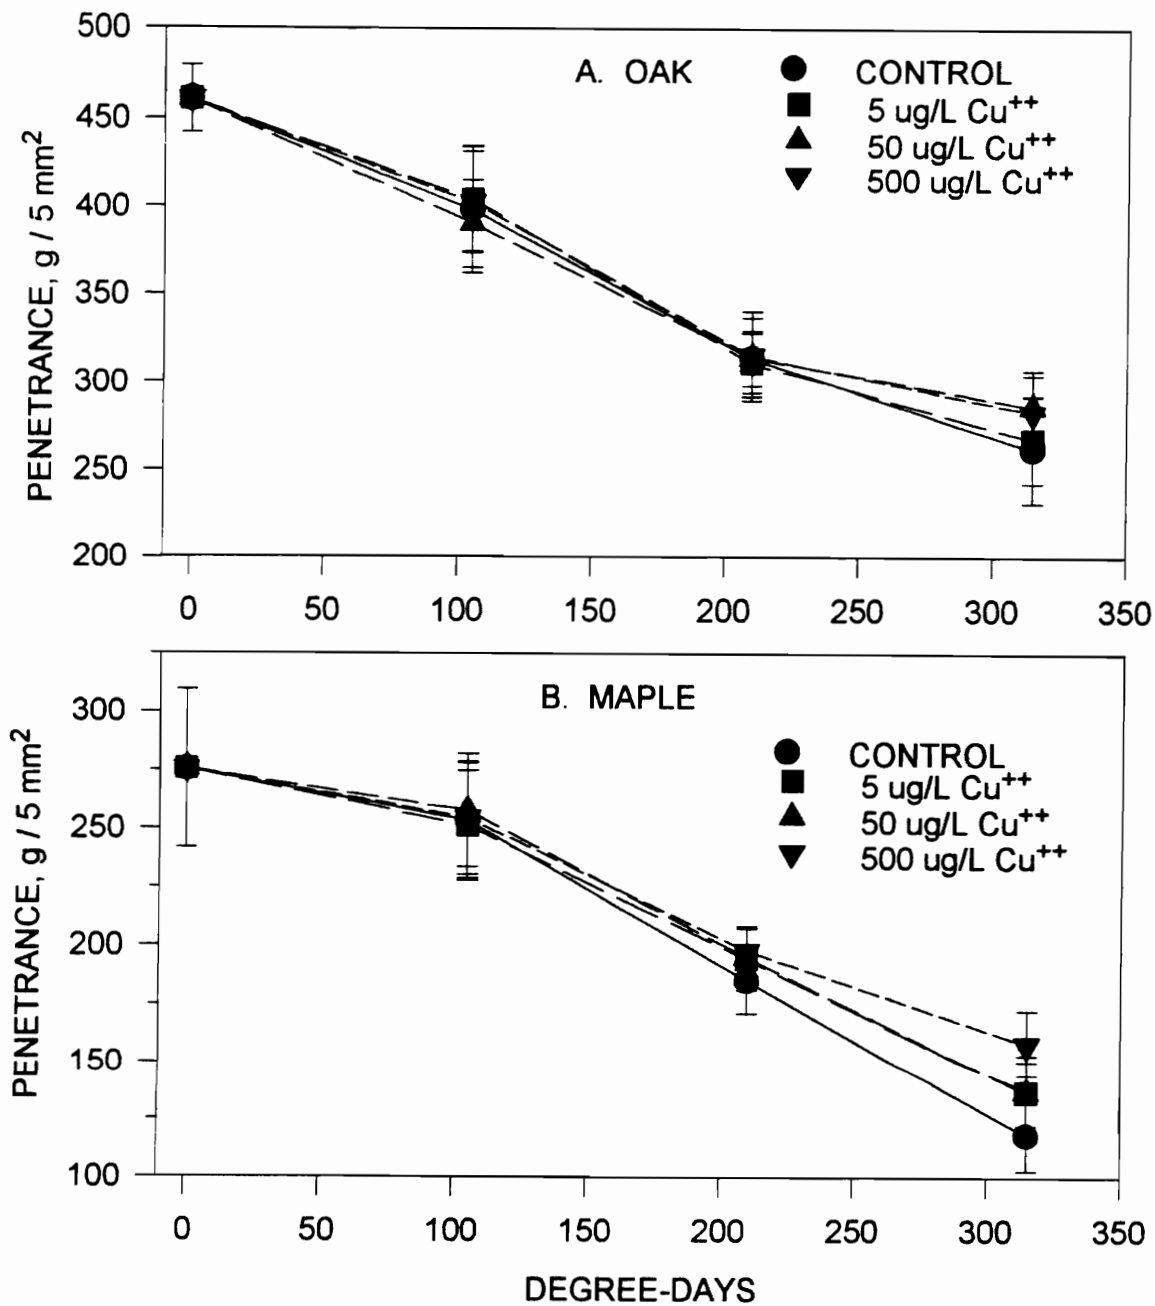 500
A. OAK
CONTROL
5 ug/L Cu++
450
50 ug/L Cu++
500 ug/L Cu++
400
350
300
250
200
PENETRANCE, g / 5 mm2
0 50 100 150 200 250 300 350
B. MAPLE
300
CONTROL
5 ug/L Cu++
50 ug/L Cu++
250
500 ug/L Cu++
200
150
100
PENETRANCE, g / 5 mm2
0 50 100 150 200 250 300 350
DEGREE-DAYS